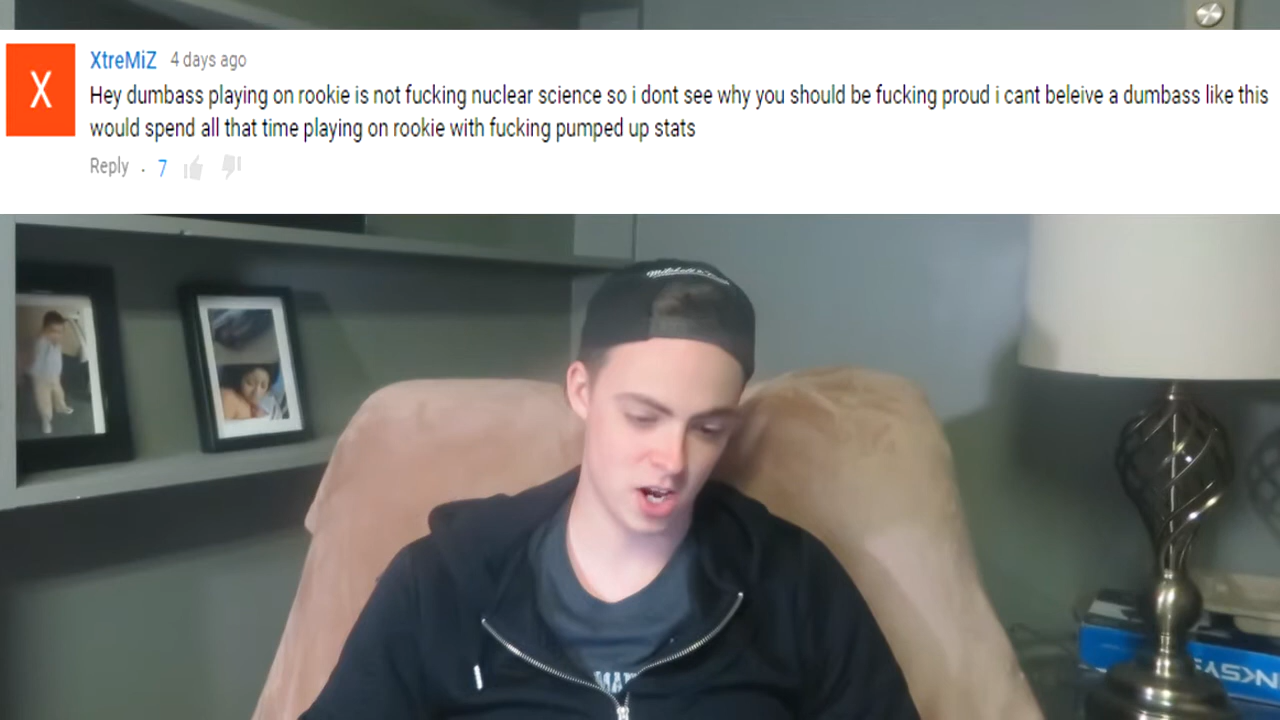 X
XtreMiZ 4 days ago
Hey dumbass playing on rookie is not fucking nuclear science so i dont see why you should be fucking proud i cant beleive a dumbass like this
would spend all that time playing on rookie with fucking pumped up stats
Reply . 7